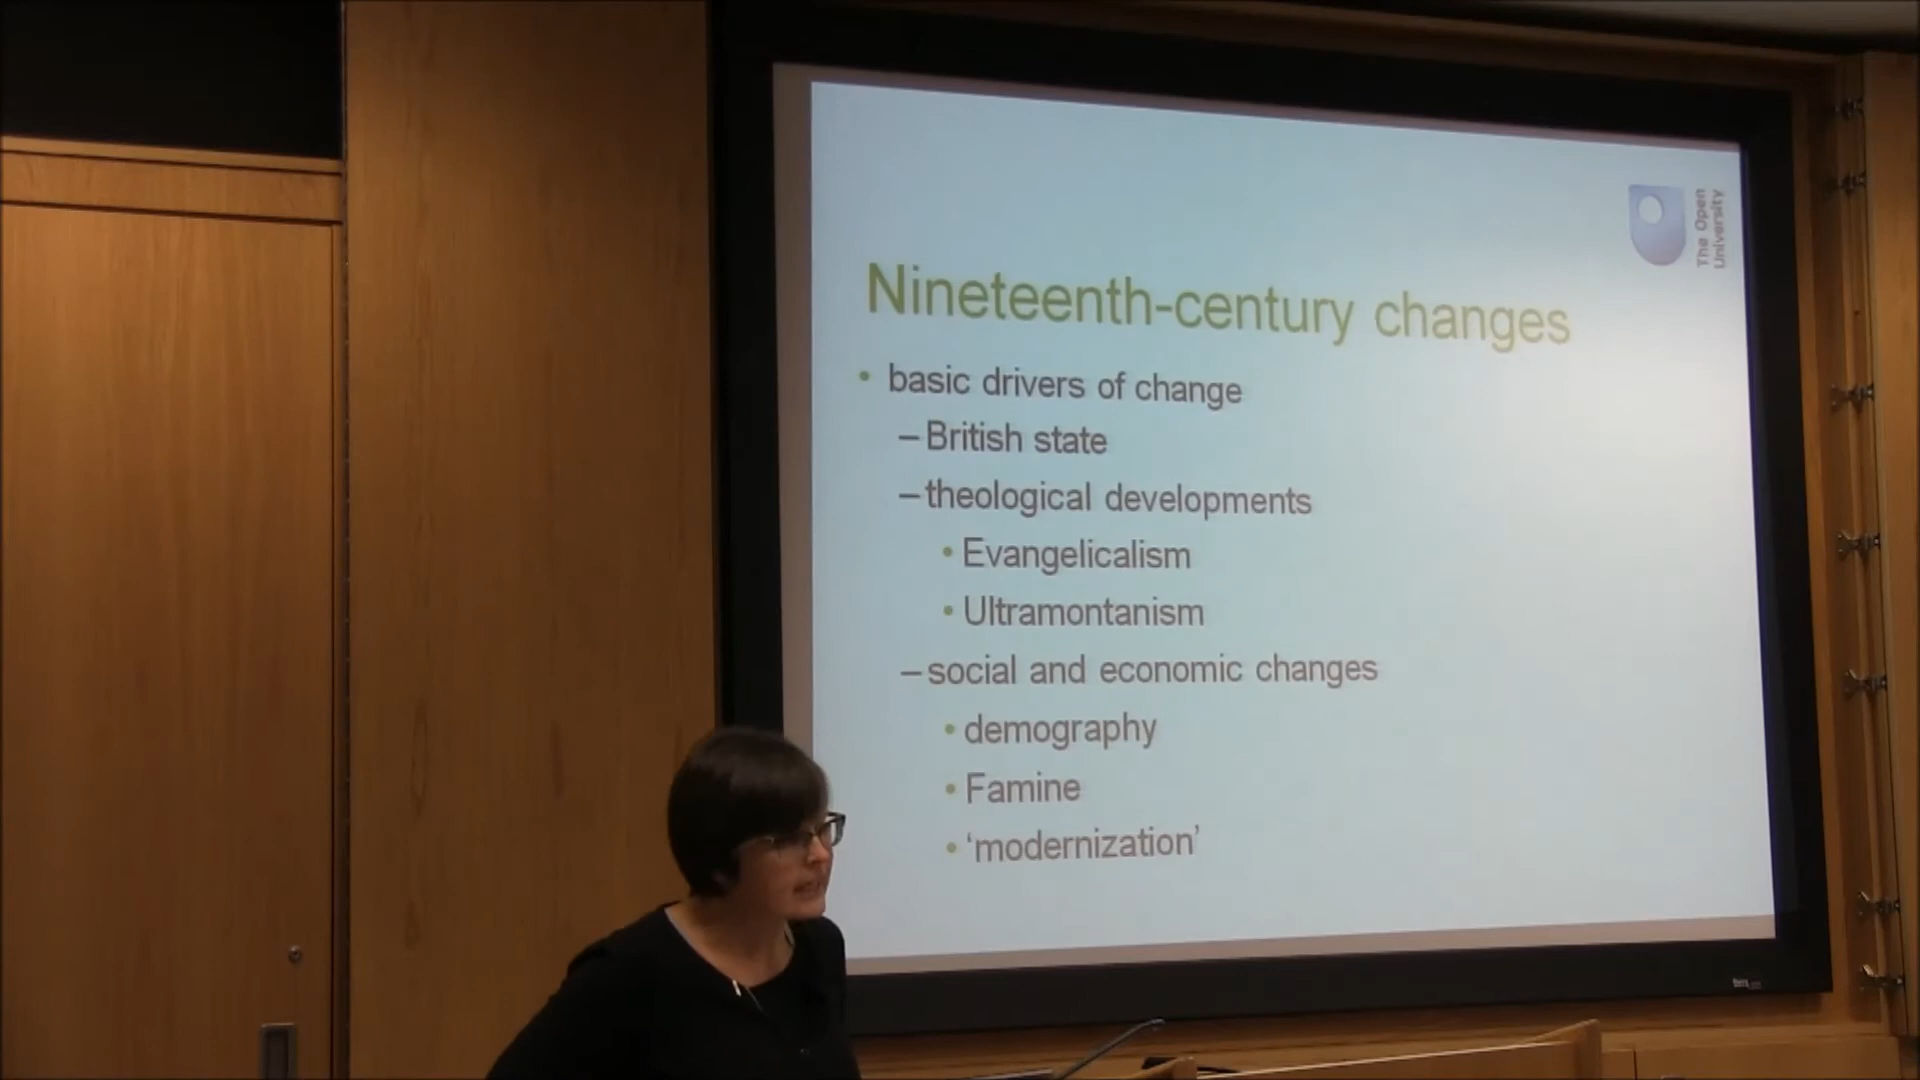 The Open
University
Nineteenth-century changes
• basic drivers of change
– British state
– theological developments
• Evangelicalism
• Ultramontanism
– social and economic changes
• demography
• Famine
• ‘modernization’